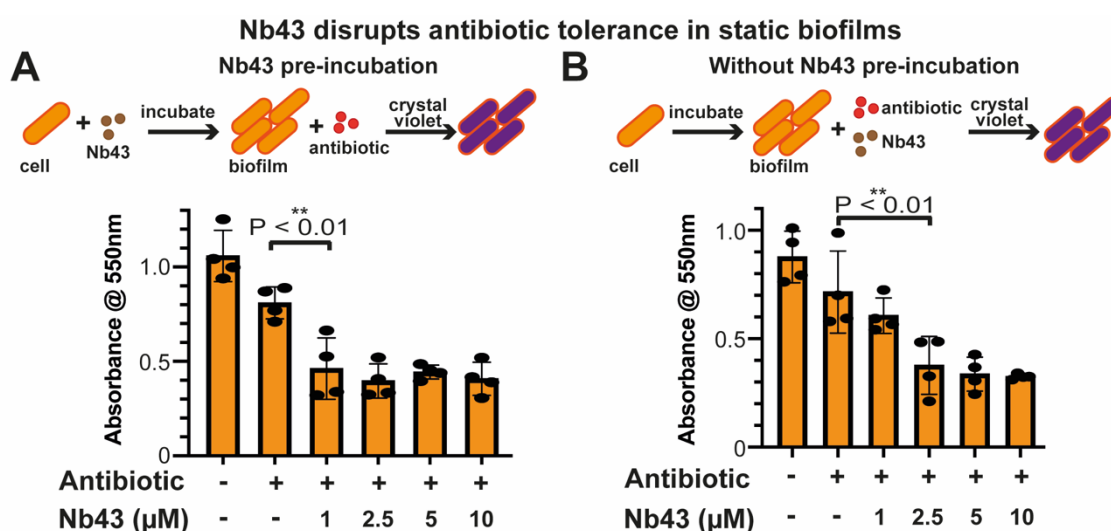 Nb43 disrupts antibiotic tolerance in static biofilms
A
Nb43 pre-incubation
cell
+
Nb43
incubate
biofilm
+
antibiotic
crystal
violet
**
P < 0.01
Absorbance @ 550nm
1.0
0.5
0
Antibiotic - + + + + +
Nb43 (µM) - - 1 2.5 5 10
B
Without Nb43 pre-incubation
cell
incubate
biofilm
+
antibiotic
Nb43
crystal
violet
**
P < 0.01
Absorbance @ 550nm
1.0
0.5
0
Antibiotic - + + + + +
Nb43 (µM) - - 1 2.5 5 10